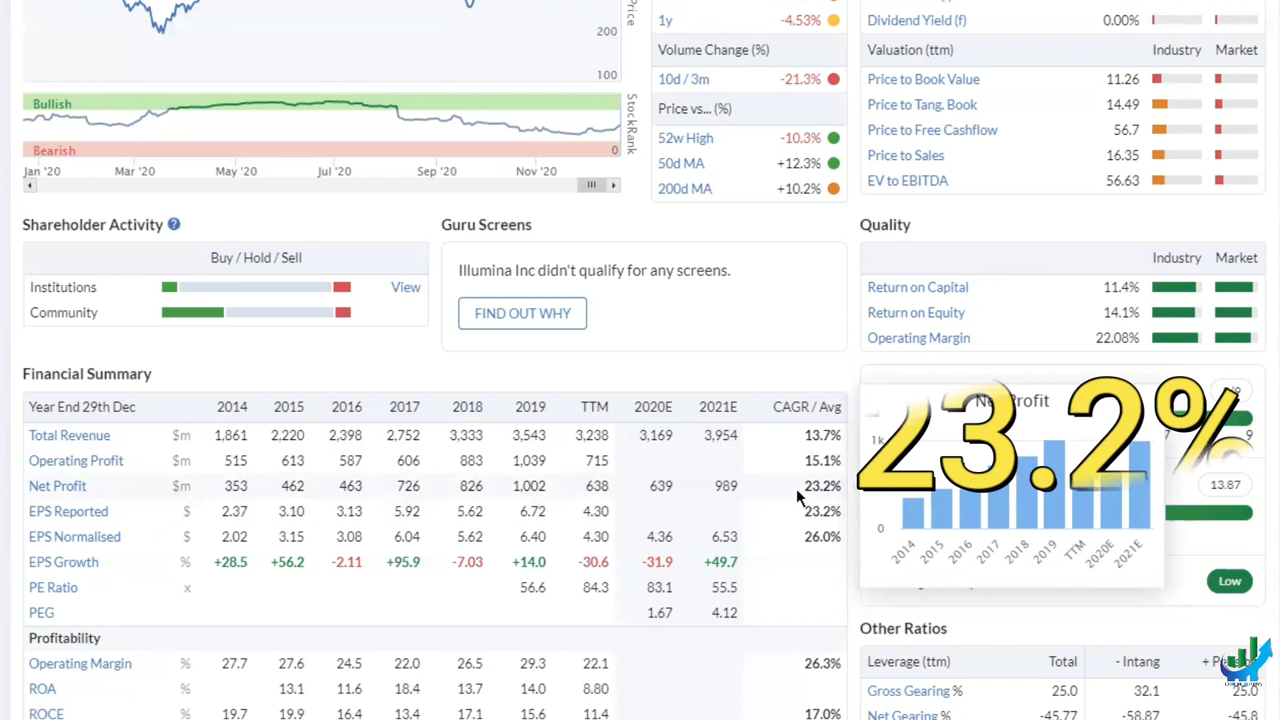 200
100
Price
Bullish
Bearish 0
StockRank
Jan '20 Mar '20 May '20 Jul '20 Sep '20 Nov '20
1y -4.53%
Volume Change (%)
10d / 3m -21.3%
Price vs... (%)
52w High -10.3%
50d MA +12.3%
200d MA +10.2%
Dividend Yield (f) 0.00%
Valuation (ttm) Industry Market
Price to Book Value 11.26
Price to Tang. Book 14.49
Price to Free Cashflow 56.7
Price to Sales 16.35
EV to EBITDA 56.63
Shareholder Activity ?
Buy / Hold / Sell
Institutions View
Community
Guru Screens
Illumina Inc didn't qualify for any screens.
FIND OUT WHY
Quality
Industry Market
Return on Capital 11.4%
Return on Equity 14.1%
Operating Margin 22.08%
Financial Summary
Year End 29th Dec 2014 2015 2016 2017 2018 2019 TTM 2020E 2021E CAGR / Avg
Total Revenue $m 1,861 2,220 2,398 2,752 3,333 3,543 3,238 3,169 3,954 13.7%
Operating Profit $m 515 613 587 606 883 1,039 715 15.1%
Net Profit $m 353 462 463 726 826 1,002 638 639 989 23.2%
EPS Reported $ 2.37 3.10 3.13 5.92 5.62 6.72 4.30 23.2%
EPS Normalised $ 2.02 3.15 3.08 6.04 5.62 6.40 4.30 4.36 6.53 26.0%
EPS Growth % +28.5 +56.2 -2.11 +95.9 -7.03 +14.0 -30.6 -31.9 +49.7
PE Ratio x 56.6 84.3 83.1 55.5
PEG 1.67 4.12
Profitability
Operating Margin % 27.7 27.6 24.5 22.0 26.5 29.3 22.1 26.3%
ROA % 13.1 11.6 18.4 13.7 14.0 8.80
ROCE % 19.7 19.9 16.4 13.4 17.1 15.6 11.4 17.0%
23.2%
0
2014 2015 2016 2017 2018 2019 TTM 2020E 2021E
9
13.87
Low
Other Ratios
Leverage (ttm) Total - Intang
Gross Gearing % 25.0 32.1 25.0
Net Gearing % -45.77 -58.87 -45.8